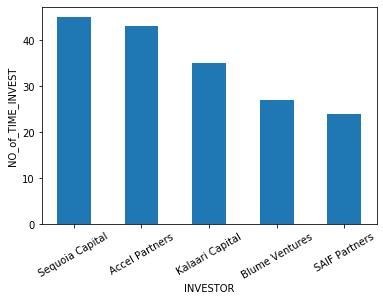 NO_of_TIME_INVEST
40
30
20
10
0
Sequoia Capital
Accel Partners
Kalaari Capital
Blume Ventures
SAIF Partners
INVESTOR